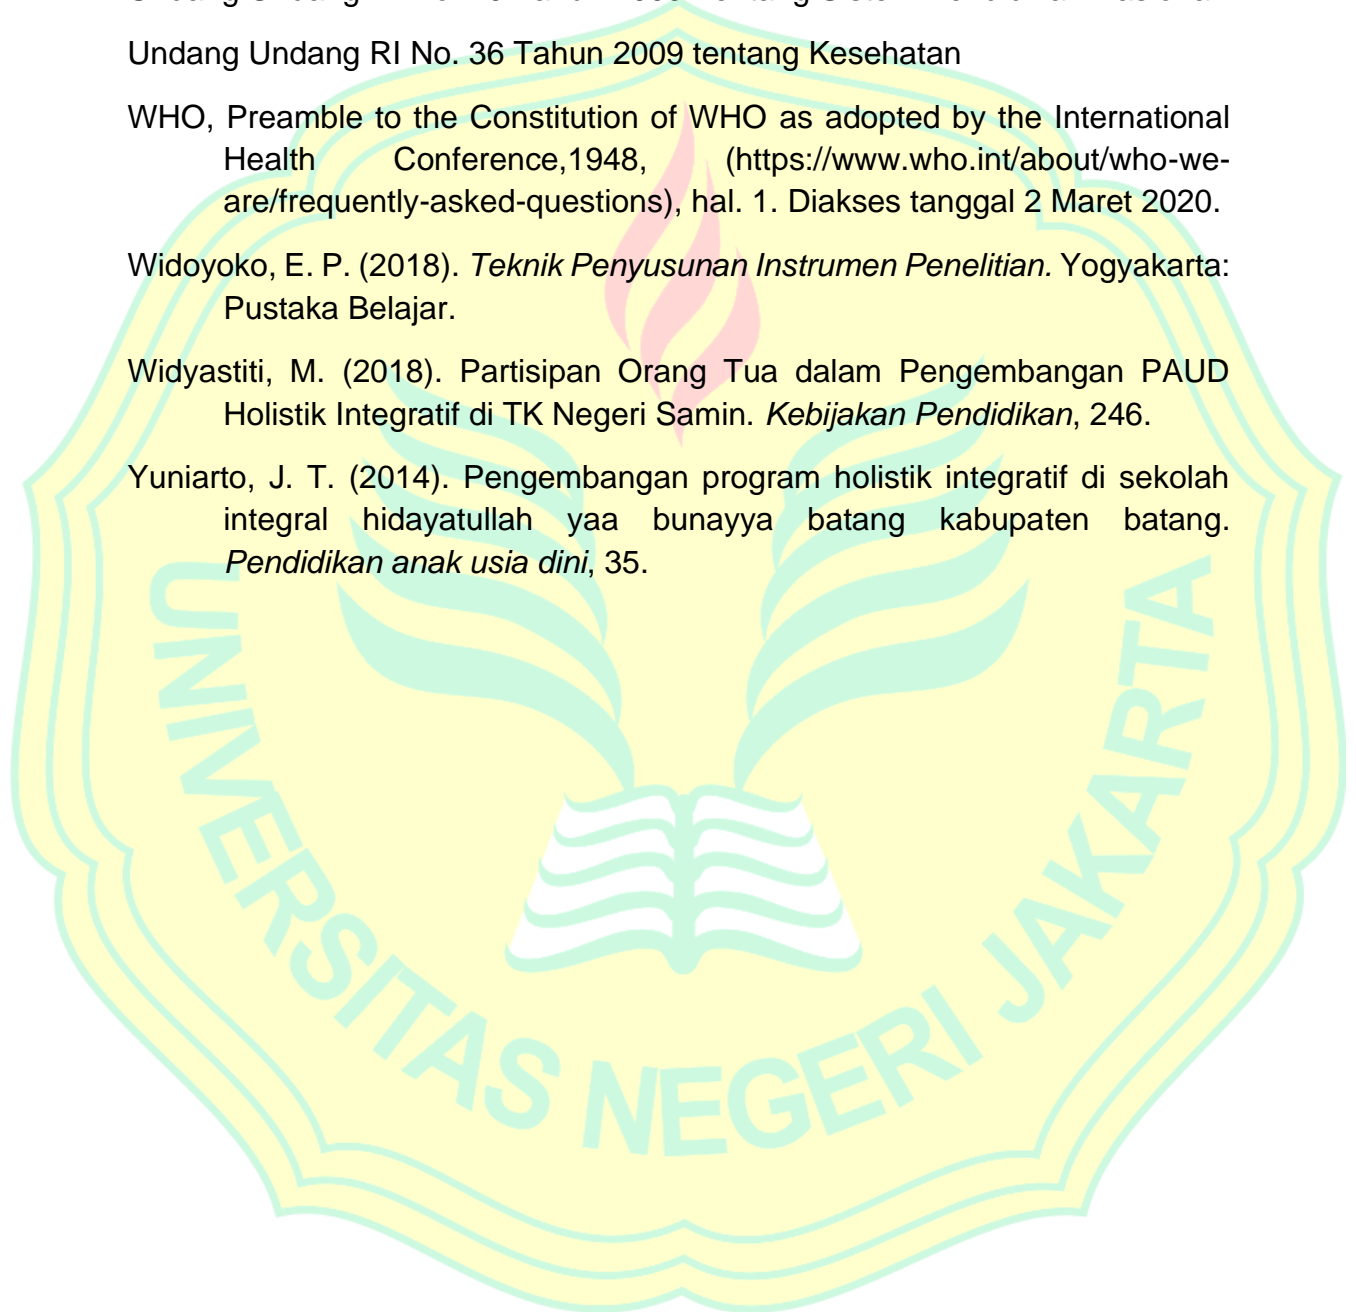 Undang Undang RI No. 36 Tahun 2009 tentang Kesehatan
WHO, Preamble to the Constitution of WHO as adopted by the International
Health Conference,1948, (https://www.who.int/about/who-we-
are/frequently-asked-questions), hal. 1. Diakses tanggal 2 Maret 2020.
Widoyoko, E. P. (2018). Teknik Penyusunan Instrumen Penelitian. Yogyakarta:
Pustaka Belajar.
Widyastiti, M. (2018). Partisipan Orang Tua dalam Pengembangan PAUD
Holistik Integratif di TK Negeri Samin. Kebijakan Pendidikan, 246.
Yuniarto, J. T. (2014). Pengembangan program holistik integratif di sekolah
integral hidayatullah yaa bunayya batang kabupaten batang.
Pendidikan anak usia dini, 35.
UNIVERSITAS NEGERI JAKARTA